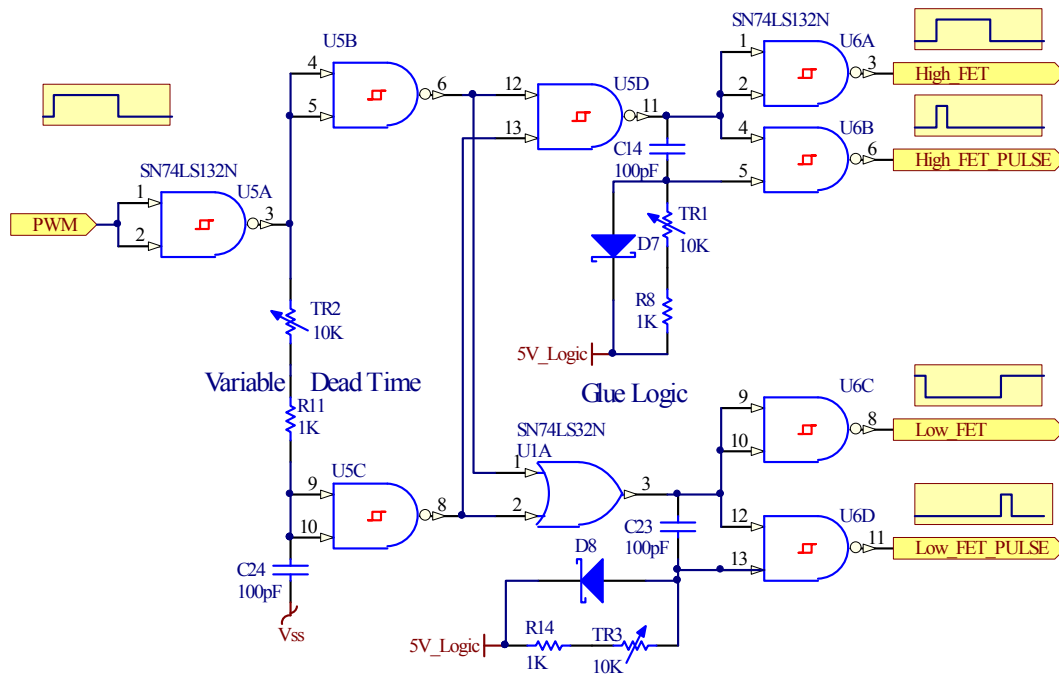 SN74LS132N
U5B
U6A
1
3
High_FET
2
4
6
12
U5D
11
5
13
4
U6B
6
High_FET_PULSE
C14
100pF
5
SN74LS132N
1
U5A
3
PWM
2
TR1
10K
D7
TR2
10K
R8
1K
5V_Logic
Variable Dead Time
Glue Logic
U6C
R11
1K
9
8
Low_FET
SN74LS32N
U1A
10
U5C
1
3
9
8
2
12
U6D
10
C23
100pF
11
Low_FET_PULSE
13
D8
C24
100pF
Vss
R14
1K
TR3
10K
5V_Logic